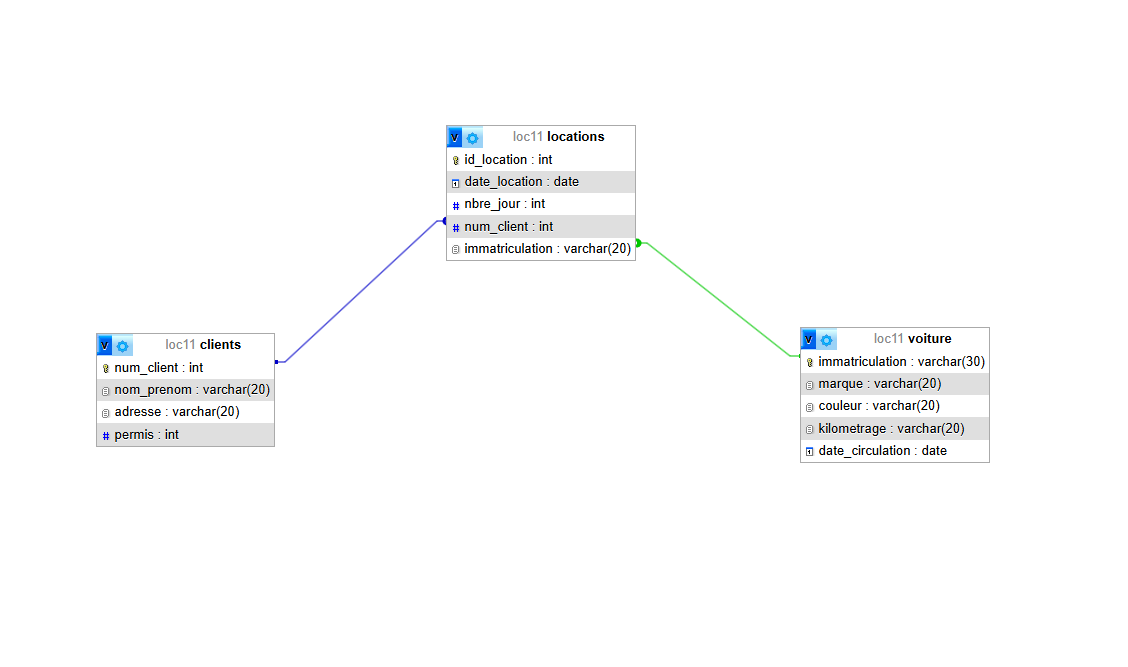 v loc11 locations
id_location : int
date_location : date
# nbre_jour : int
# num_client : int
immatriculation : varchar(20)
v loc11 clients
num_client : int
nom_prenom : varchar(20)
adresse : varchar(20)
# permis : int
v loc11 voiture
immatriculation : varchar(30)
marque : varchar(20)
couleur : varchar(20)
kilometrage : varchar(20)
date_circulation : date